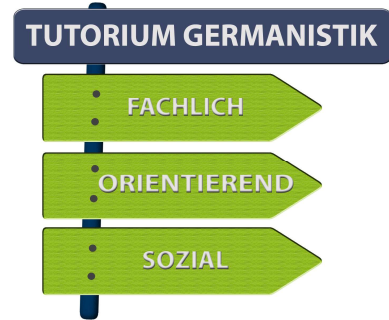 TUTORIUM GERMANISTIK
FACHLICH
ORIENTIEREND
SOZIAL